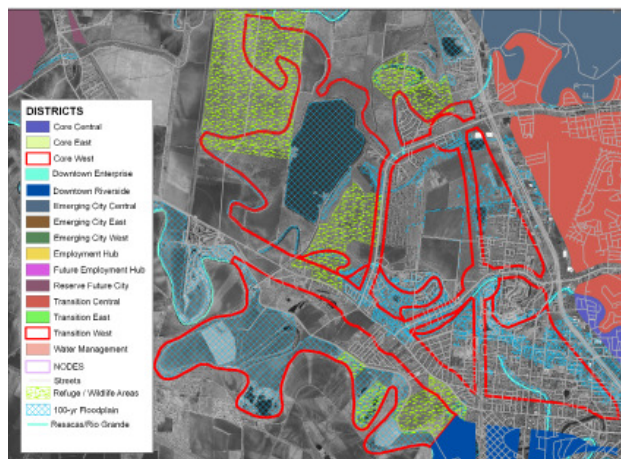 DISTRICTS
Core Central
Core East
Core West
Downtown Enterprise
Downtown Riverside
Emerging City Central
Emerging City East
Emerging City West
Employment Hub
Future Employment Hub
Reserve Future City
Transition Central
Transition East
Transition West
Water Management
NODES
Streets
Refuge / Wildlife Areas
100-yr Floodplain
Resacas/Rio Grande